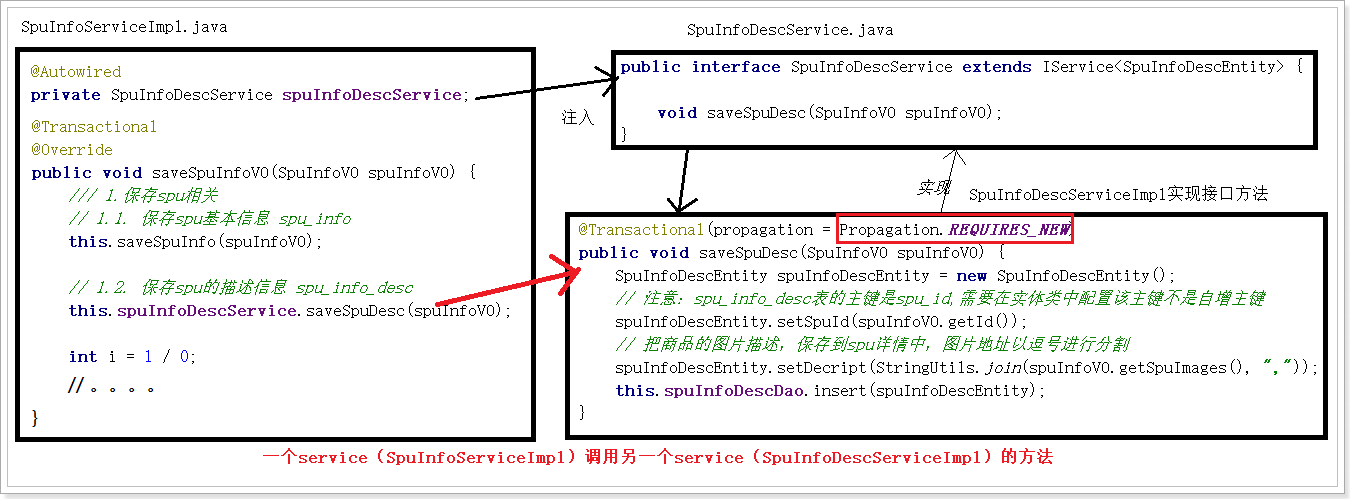 SpuInfoServiceImpl.java
@Autowired
private SpuInfoDescService spuInfoDescService;
@Transactional
@Override
public void saveSpuInfoVO(SpuInfoVO spuInfoVO) {
/// 1.保存spu相关
// 1.1. 保存spu基本信息 spu_info
this.saveSpuInfo(spuInfoVO);
// 1.2. 保存spu的描述信息 spu_info_desc
this.spuInfoDescService.saveSpuDesc(spuInfoVO);
int i = 1 / 0;
//。。。。
}
注入
SpuInfoDescService.java
public interface SpuInfoDescService extends IService<SpuInfoDescEntity> {
void saveSpuDesc(SpuInfoVO spuInfoVO);
}
实现
SpuInfoDescServiceImpl实现接口方法
@Transactional(propagation = Propagation.REQUIRES_NEW)
public void saveSpuDesc(SpuInfoVO spuInfoVO) {
SpuInfoDescEntity spuInfoDescEntity = new SpuInfoDescEntity();
// 注意：spu_info_desc表的主键是spu_id,需要在实体类中配置该主键不是自增主键
spuInfoDescEntity.setSpuId(spuInfoVO.getId());
// 把商品的图片描述，保存到spu详情中，图片地址以逗号进行分割
spuInfoDescEntity.setDecript(StringUtils.join(spuInfoVO.getSpuImages(), ","));
this.spuInfoDescDao.insert(spuInfoDescEntity);
}
一个service（SpuInfoServiceImpl）调用另一个service（SpuInfoDescServiceImpl）的方法